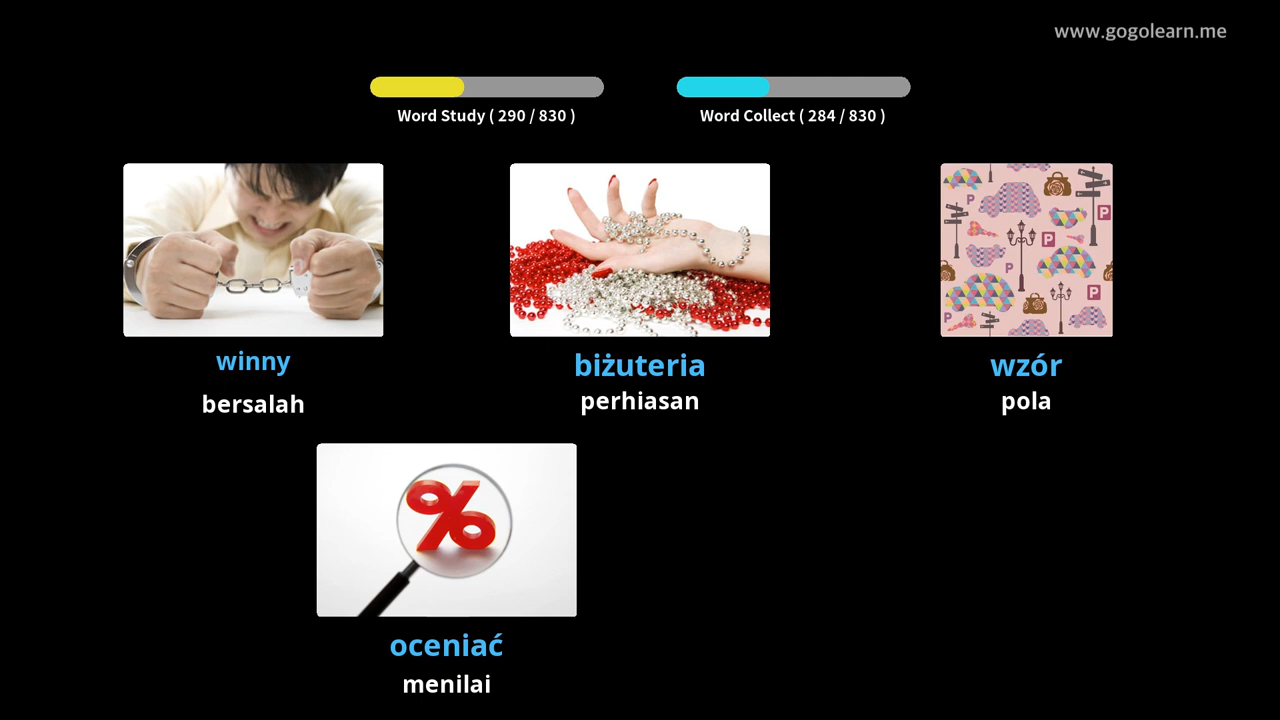 www.gogolearn.me
Word Study ( 290 / 830 )
Word Collect ( 284 / 830 )
winny
bersalah
biżuteria
perhiasan
wzór
pola
oceniać
menilai